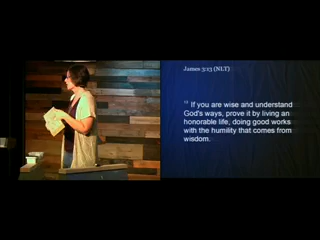 James 3:13 (NLT)
13 If you are wise and understand
God's ways, prove it by living an
honorable life, doing good works
with the humility that comes from
wisdom.